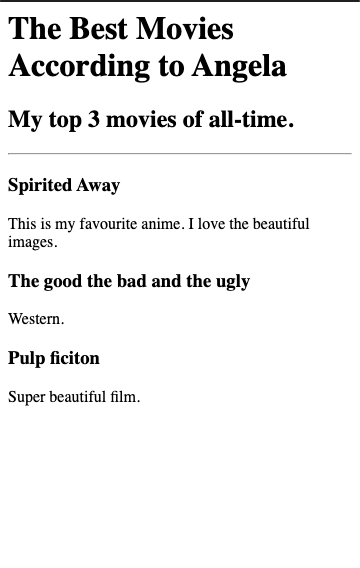 The Best Movies
According to Angela
My top 3 movies of all-time.
Spirited Away
This is my favourite anime. I love the beautiful
images.
The good the bad and the ugly
Western.
Pulp ficiton
Super beautiful film.